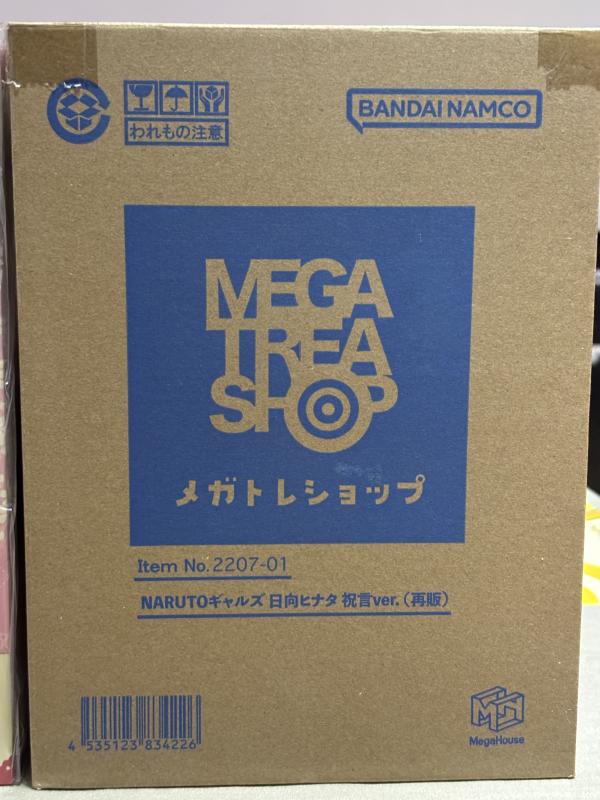 われもの注意
BANDAI NAMCO
MEGA
TREA
SHOP
メガトレショップ
Item No.2207-01
NARUTOギャルズ 日向ヒナタ 祝言ver.（再販）
4 535123 834226
MegaHouse